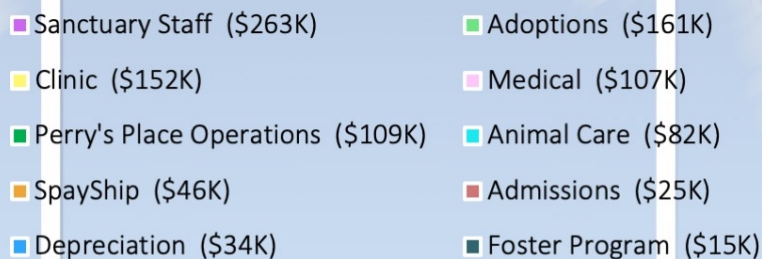 Sanctuary Staff ($263K)
Adoptions ($161K)
Clinic ($152K)
Medical ($107K)
Perry's Place Operations ($109K)
Animal Care ($82K)
SpayShip ($46K)
Admissions ($25K)
Depreciation ($34K)
Foster Program ($15K)